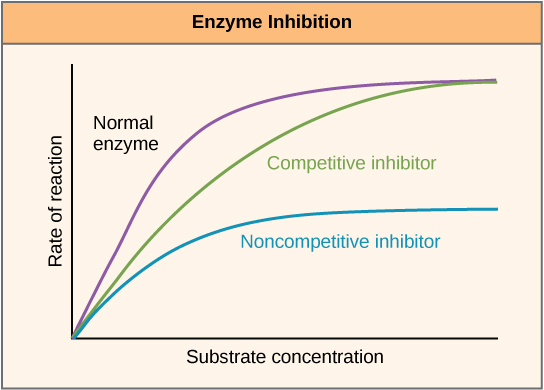 Enzyme Inhibition
Normal
enzyme
Competitive inhibitor
Noncompetitive inhibitor
Rate of reaction
Substrate concentration